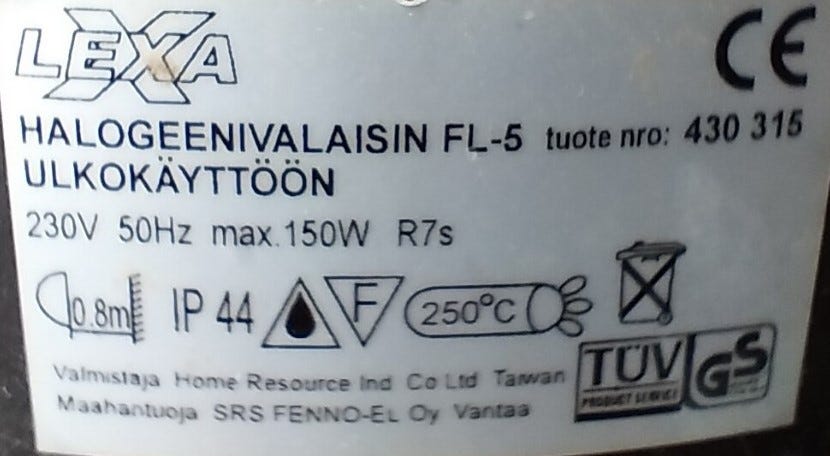 LEXA
CE
HALOGEENIVALAISIN FL-5 tuote nro: 430 315
ULKOKÄYTTÖÖN
230V 50Hz max.150W R7s
0.8m IP 44 F 250°C
Valmistaja Home Resource Ind Co Ltd Taiwan
Maahantuoja SRS FENNO-EL Oy Vantaa
TÜV GS
PRODUCT SERVICE